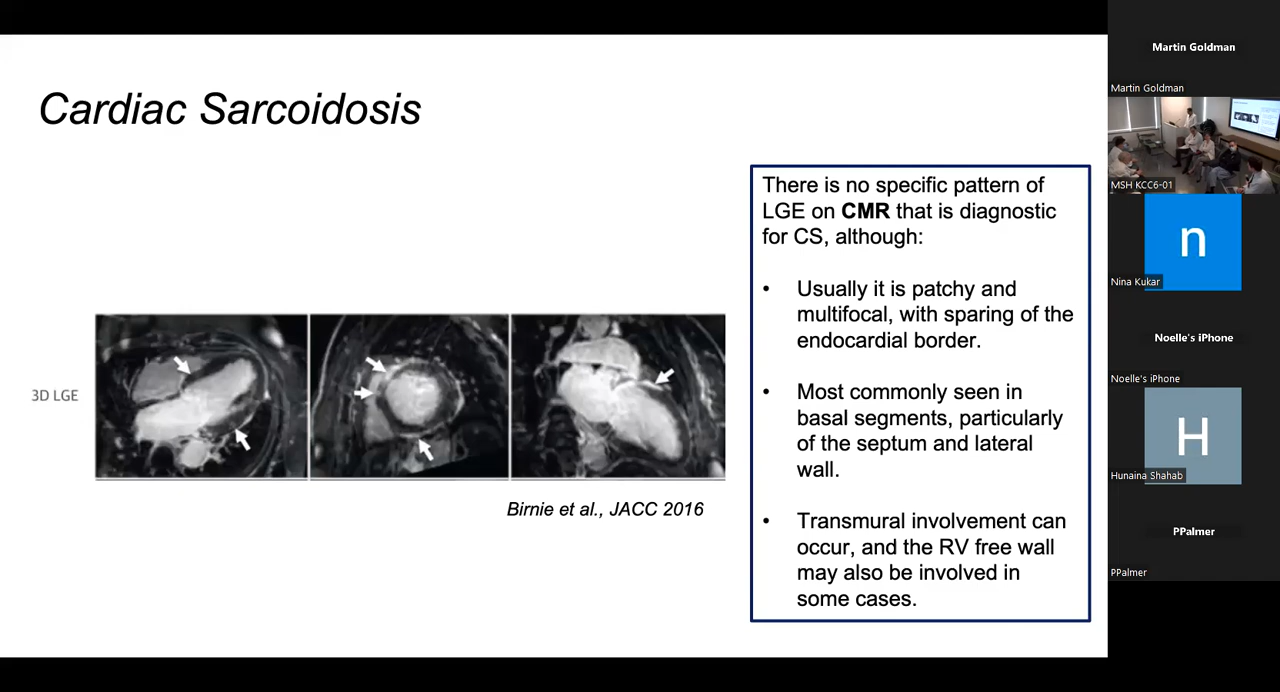 Cardiac Sarcoidosis
There is no specific pattern of
LGE on CMR that is diagnostic
for CS, although:
• Usually it is patchy and
multifocal, with sparing of the
endocardial border.
• Most commonly seen in
basal segments, particularly
of the septum and lateral
wall.
• Transmural involvement can
occur, and the RV free wall
may also be involved in
some cases.
3D LGE
Birnie et al., JACC 2016
Martin Goldman
Martin Goldman
MSH KCC6-01
n
Nina Kukar
Noelle's iPhone
Noelle's iPhone
H
Hunaina Shahab
PPalmer
PPalmer